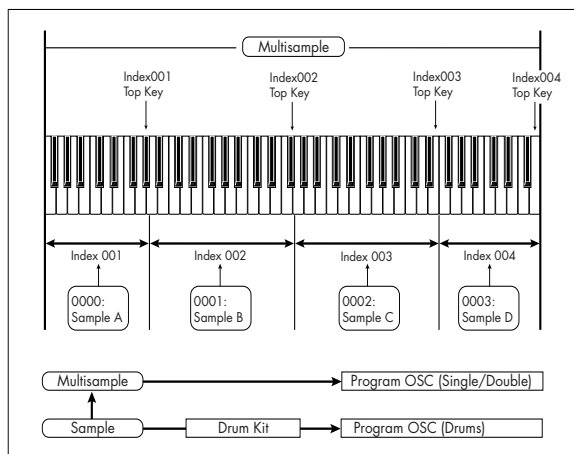 Multisample
Index001 Index002 Index003 Index004
Top Key Top Key Top Key Top Key
Index 001 Index 002 Index 003 Index 004
0000: 0001: 0002: 0003:
Sample A Sample B Sample C Sample D
Multisample Program OSC (Single/Double)
Sample Drum Kit Program OSC (Drums)